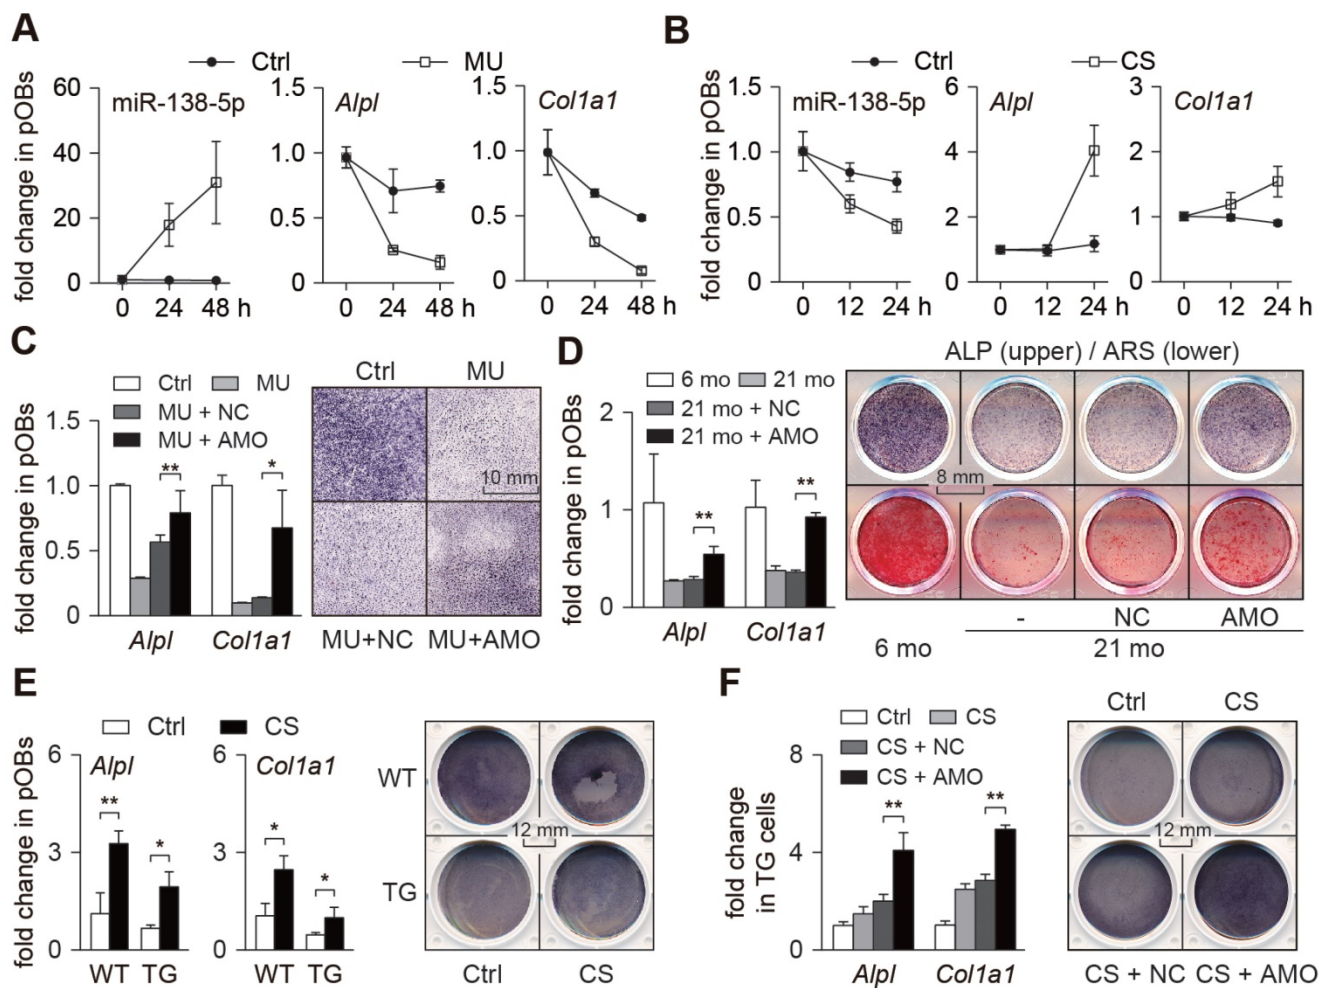 A
Ctrl MU
fold change in pOBs
miR-138-5p
60
40
20
0
0 24 48 h
Alpl
1.5
1.0
0.5
0
0 24 48 h
Col1a1
1.5
1.0
0.5
0
0 24 48 h
B
Ctrl CS
fold change in pOBs
miR-138-5p
1.5
1.0
0.5
0
0 12 24 h
Alpl
6
4
2
0
0 12 24 h
Col1a1
3
2
1
0
0 12 24 h
C
Ctrl MU
MU + NC
MU + AMO
fold change in pOBs
1.5
1.0
0.5
0
** *
Alpl Col1a1
Ctrl MU
10 mm
MU+NC MU+AMO
D
6 mo 21 mo
21 mo + NC
21 mo + AMO
fold change in pOBs
2
1
0
** **
Alpl Col1a1
ALP (upper) / ARS (lower)
8 mm
- NC AMO
6 mo 21 mo
E
Ctrl CS
fold change in pOBs
Alpl
6
3
0
** *
WT TG
Col1a1
6
3
0
* *
WT TG
WT
12 mm
TG
Ctrl CS
F
Ctrl CS
CS + NC
CS + AMO
fold change
in TG cells
8
4
0
** **
Alpl Col1a1
Ctrl CS
12 mm
CS + NC CS + AMO